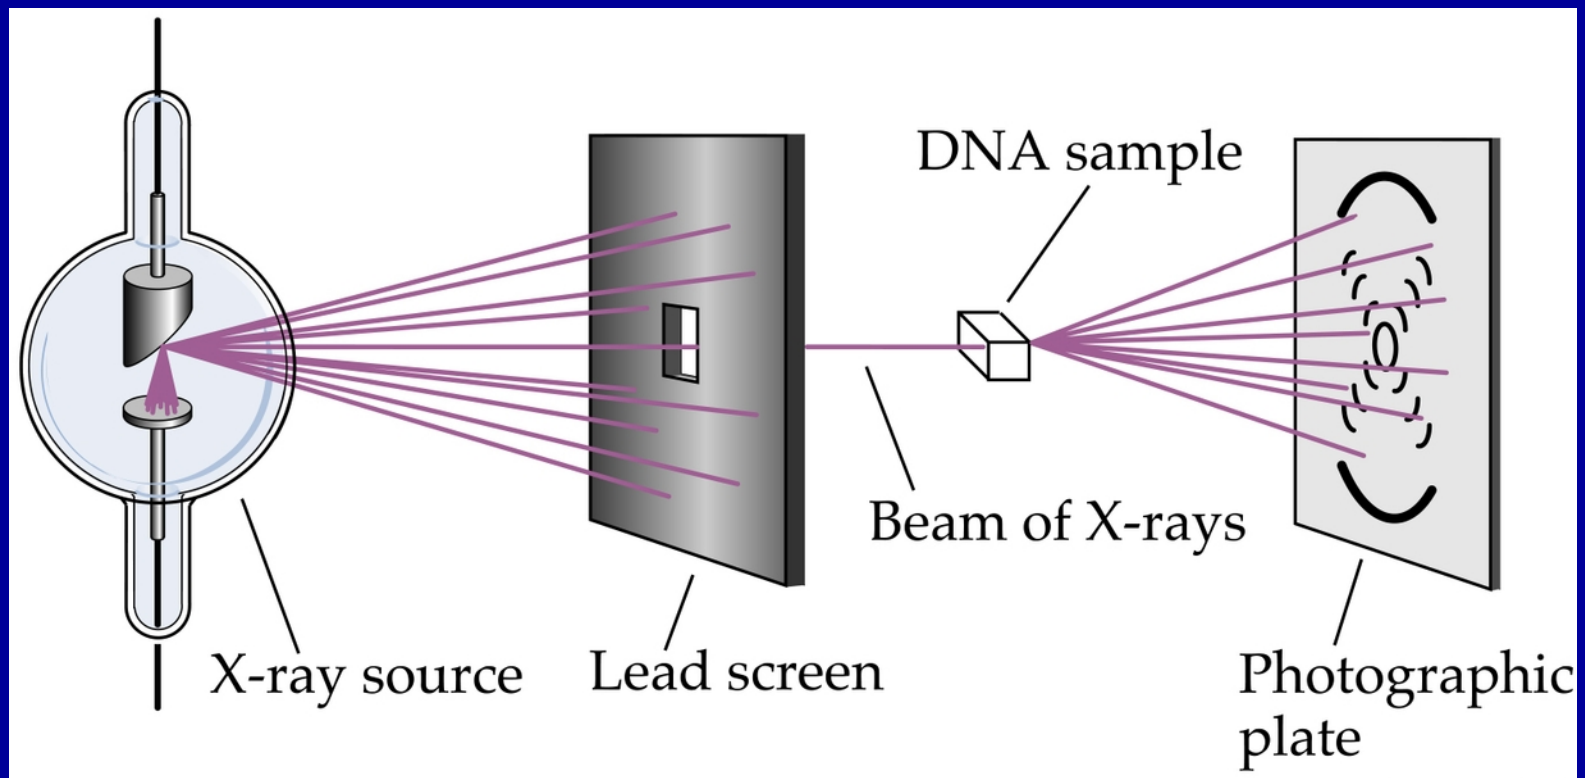 DNA sample
Beam of X-rays
X-ray source
Lead screen
Photographic
plate